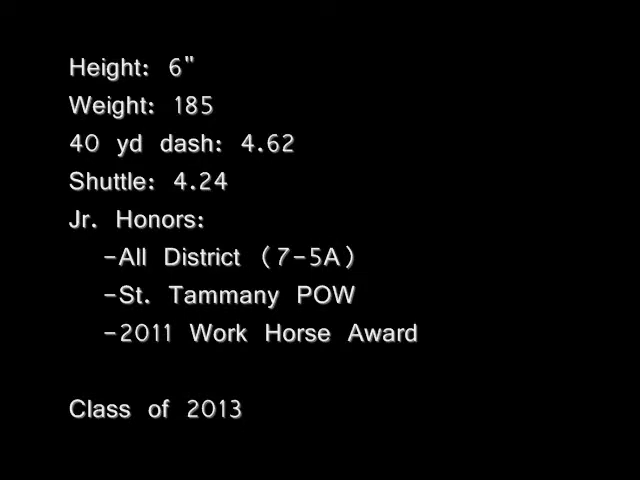 Height: 6"
Weight: 185
40 yd dash: 4.62
Shuttle: 4.24
Jr. Honors:
-All District (7-5A)
-St. Tammany POW
-2011 Work Horse Award
Class of 2013